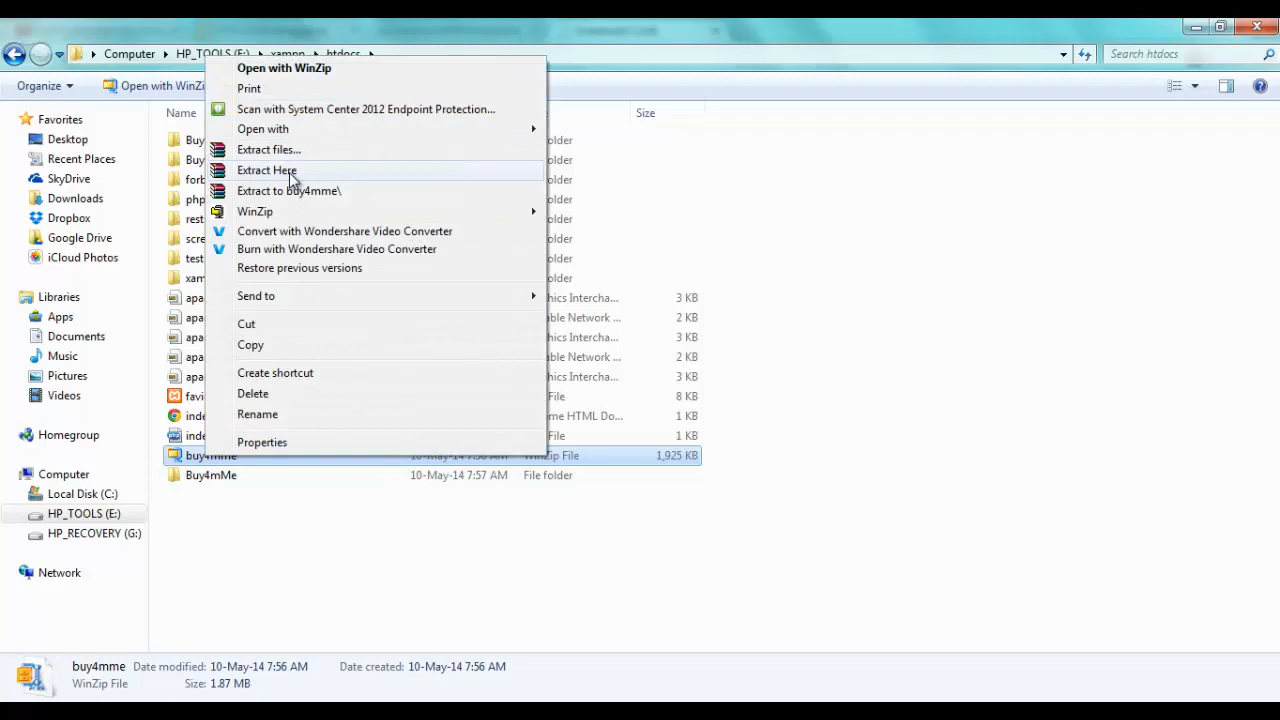 Computer
HP_TOOLS (E:)
xampp
htdocs
Search htdocs
Organize
Open with WinZip
Print
Scan with System Center 2012 Endpoint Protection...
Open with
Extract files...
Extract Here
Extract to buy4mme\
WinZip
Convert with Wondershare Video Converter
Burn with Wondershare Video Converter
Restore previous versions
Send to
Cut
Copy
Create shortcut
Delete
Rename
Properties
Open with WinZi
Name
Size
Favorites
Desktop
Recent Places
SkyDrive
Downloads
Dropbox
Google Drive
iCloud Photos
Libraries
Apps
Documents
Music
Pictures
Videos
Homegroup
Computer
Local Disk (C:)
HP_TOOLS (E:)
HP_RECOVERY (G:)
Network
Buy
older
Buy
older
forb
older
php
older
rest
older
scre
older
test
older
xam
older
apa
hics Intercha... 3 KB
apa
able Network ... 2 KB
apa
hics Intercha... 3 KB
apa
able Network ... 2 KB
apa
hics Intercha... 3 KB
favi
File 8 KB
inde
me HTML Do... 1 KB
inde
File 1 KB
buy4mme 10-May-14 7:56 AM WinZip File 1,925 KB
Buy4mMe 10-May-14 7:57 AM File folder
buy4mme Date modified: 10-May-14 7:56 AM Date created: 10-May-14 7:56 AM
WinZip File Size: 1.87 MB